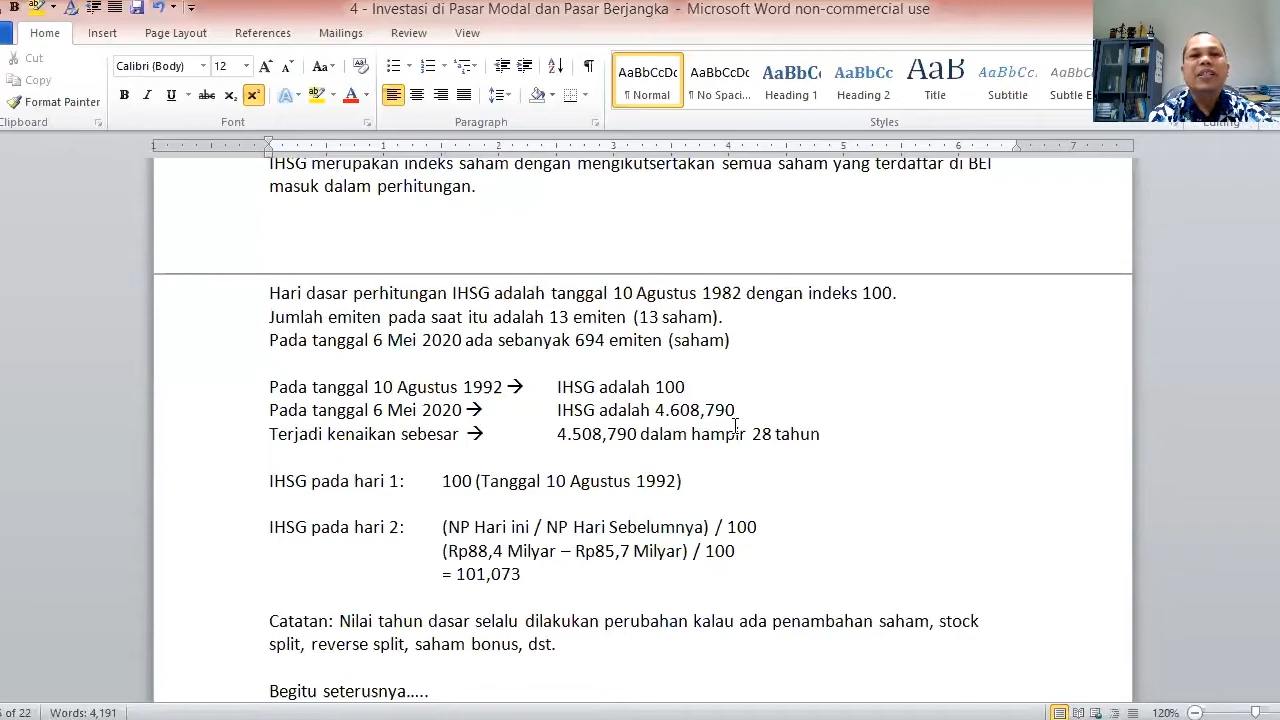 4 - Investasi di Pasar Modal dan Pasar Berjangka - Microsoft Word non-commercial use
Home Insert Page Layout References Mailings Review View
Cut
Copy
Format Painter
Calibri (Body) 12
AaBbCcDc AaBbCcDc AaBbC AaBbCc AaB AaBbCc. AaBbCc
¶ Normal ¶ No Spaci... Heading 1 Heading 2 Title Subtitle Subtle E
Clipboard Font Paragraph Styles Editing
IHSG merupakan indeks saham dengan mengikutsertakan semua saham yang terdaftar di BEI
masuk dalam perhitungan.
Hari dasar perhitungan IHSG adalah tanggal 10 Agustus 1982 dengan indeks 100.
Jumlah emiten pada saat itu adalah 13 emiten (13 saham).
Pada tanggal 6 Mei 2020 ada sebanyak 694 emiten (saham)
Pada tanggal 10 Agustus 1992 → IHSG adalah 100
Pada tanggal 6 Mei 2020 → IHSG adalah 4.608,790
Terjadi kenaikan sebesar → 4.508,790 dalam hampir 28 tahun
IHSG pada hari 1: 100 (Tanggal 10 Agustus 1992)
IHSG pada hari 2: (NP Hari ini / NP Hari Sebelumnya) / 100
(Rp88,4 Milyar – Rp85,7 Milyar) / 100
= 101,073
Catatan: Nilai tahun dasar selalu dilakukan perubahan kalau ada penambahan saham, stock
split, reverse split, saham bonus, dst.
Begitu seterusnya.....
of 22 Words: 4,191 120%